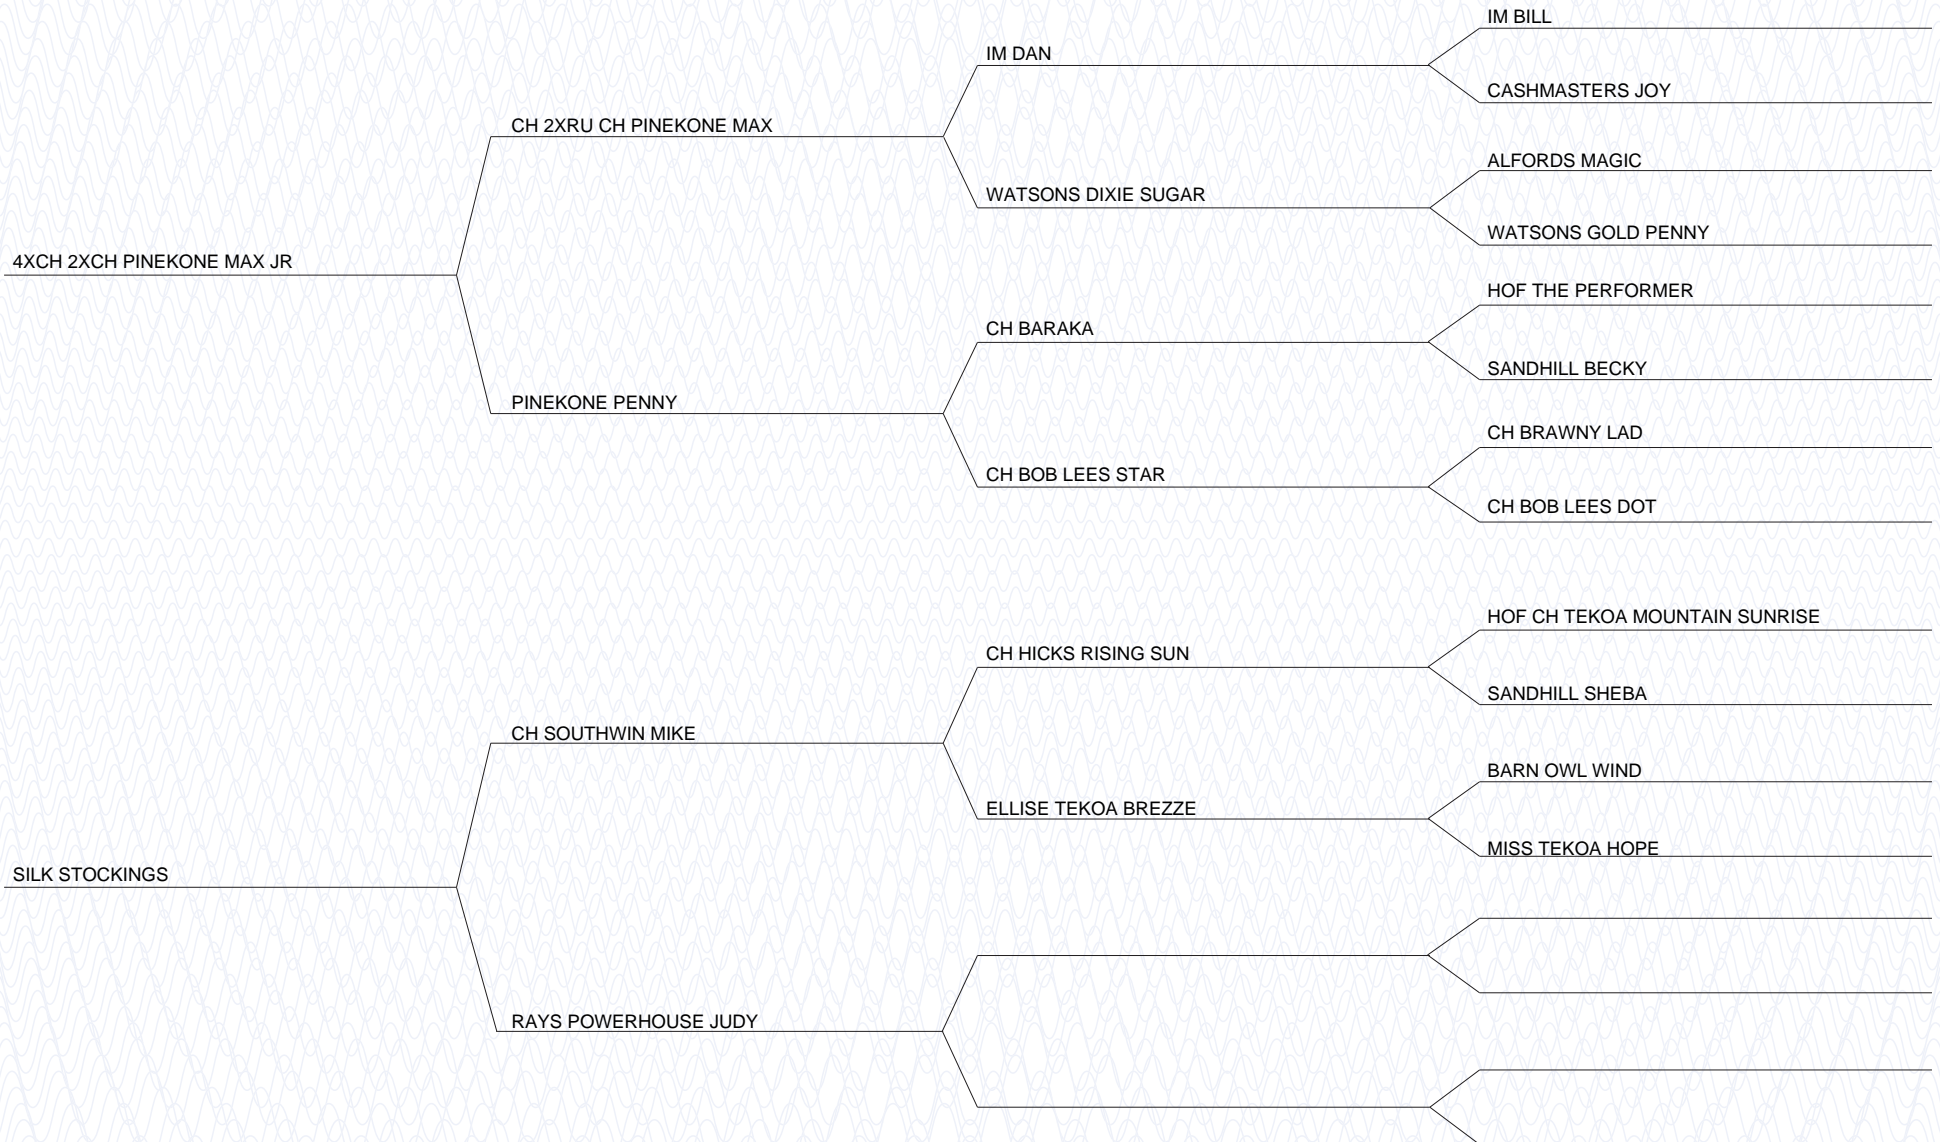 IM BILL
IM DAN
CASHMASTERS JOY
CH 2XRU CH PINEKONE MAX
ALFORDS MAGIC
WATSONS DIXIE SUGAR
WATSONS GOLD PENNY
4XCH 2XCH PINEKONE MAX JR
HOF THE PERFORMER
CH BARAKA
SANDHILL BECKY
PINEKONE PENNY
CH BRAWNY LAD
CH BOB LEES STAR
CH BOB LEES DOT
HOF CH TEKOA MOUNTAIN SUNRISE
CH HICKS RISING SUN
SANDHILL SHEBA
CH SOUTHWIN MIKE
BARN OWL WIND
ELLISE TEKOA BREZZE
MISS TEKOA HOPE
SILK STOCKINGS
RAYS POWERHOUSE JUDY